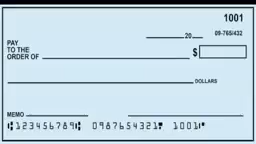 1001
20 09-765/432
PAY
TO THE
ORDER OF $
DOLLARS
MEMO
⑆123456789⑆ 0987654321⑈ 1001⑈